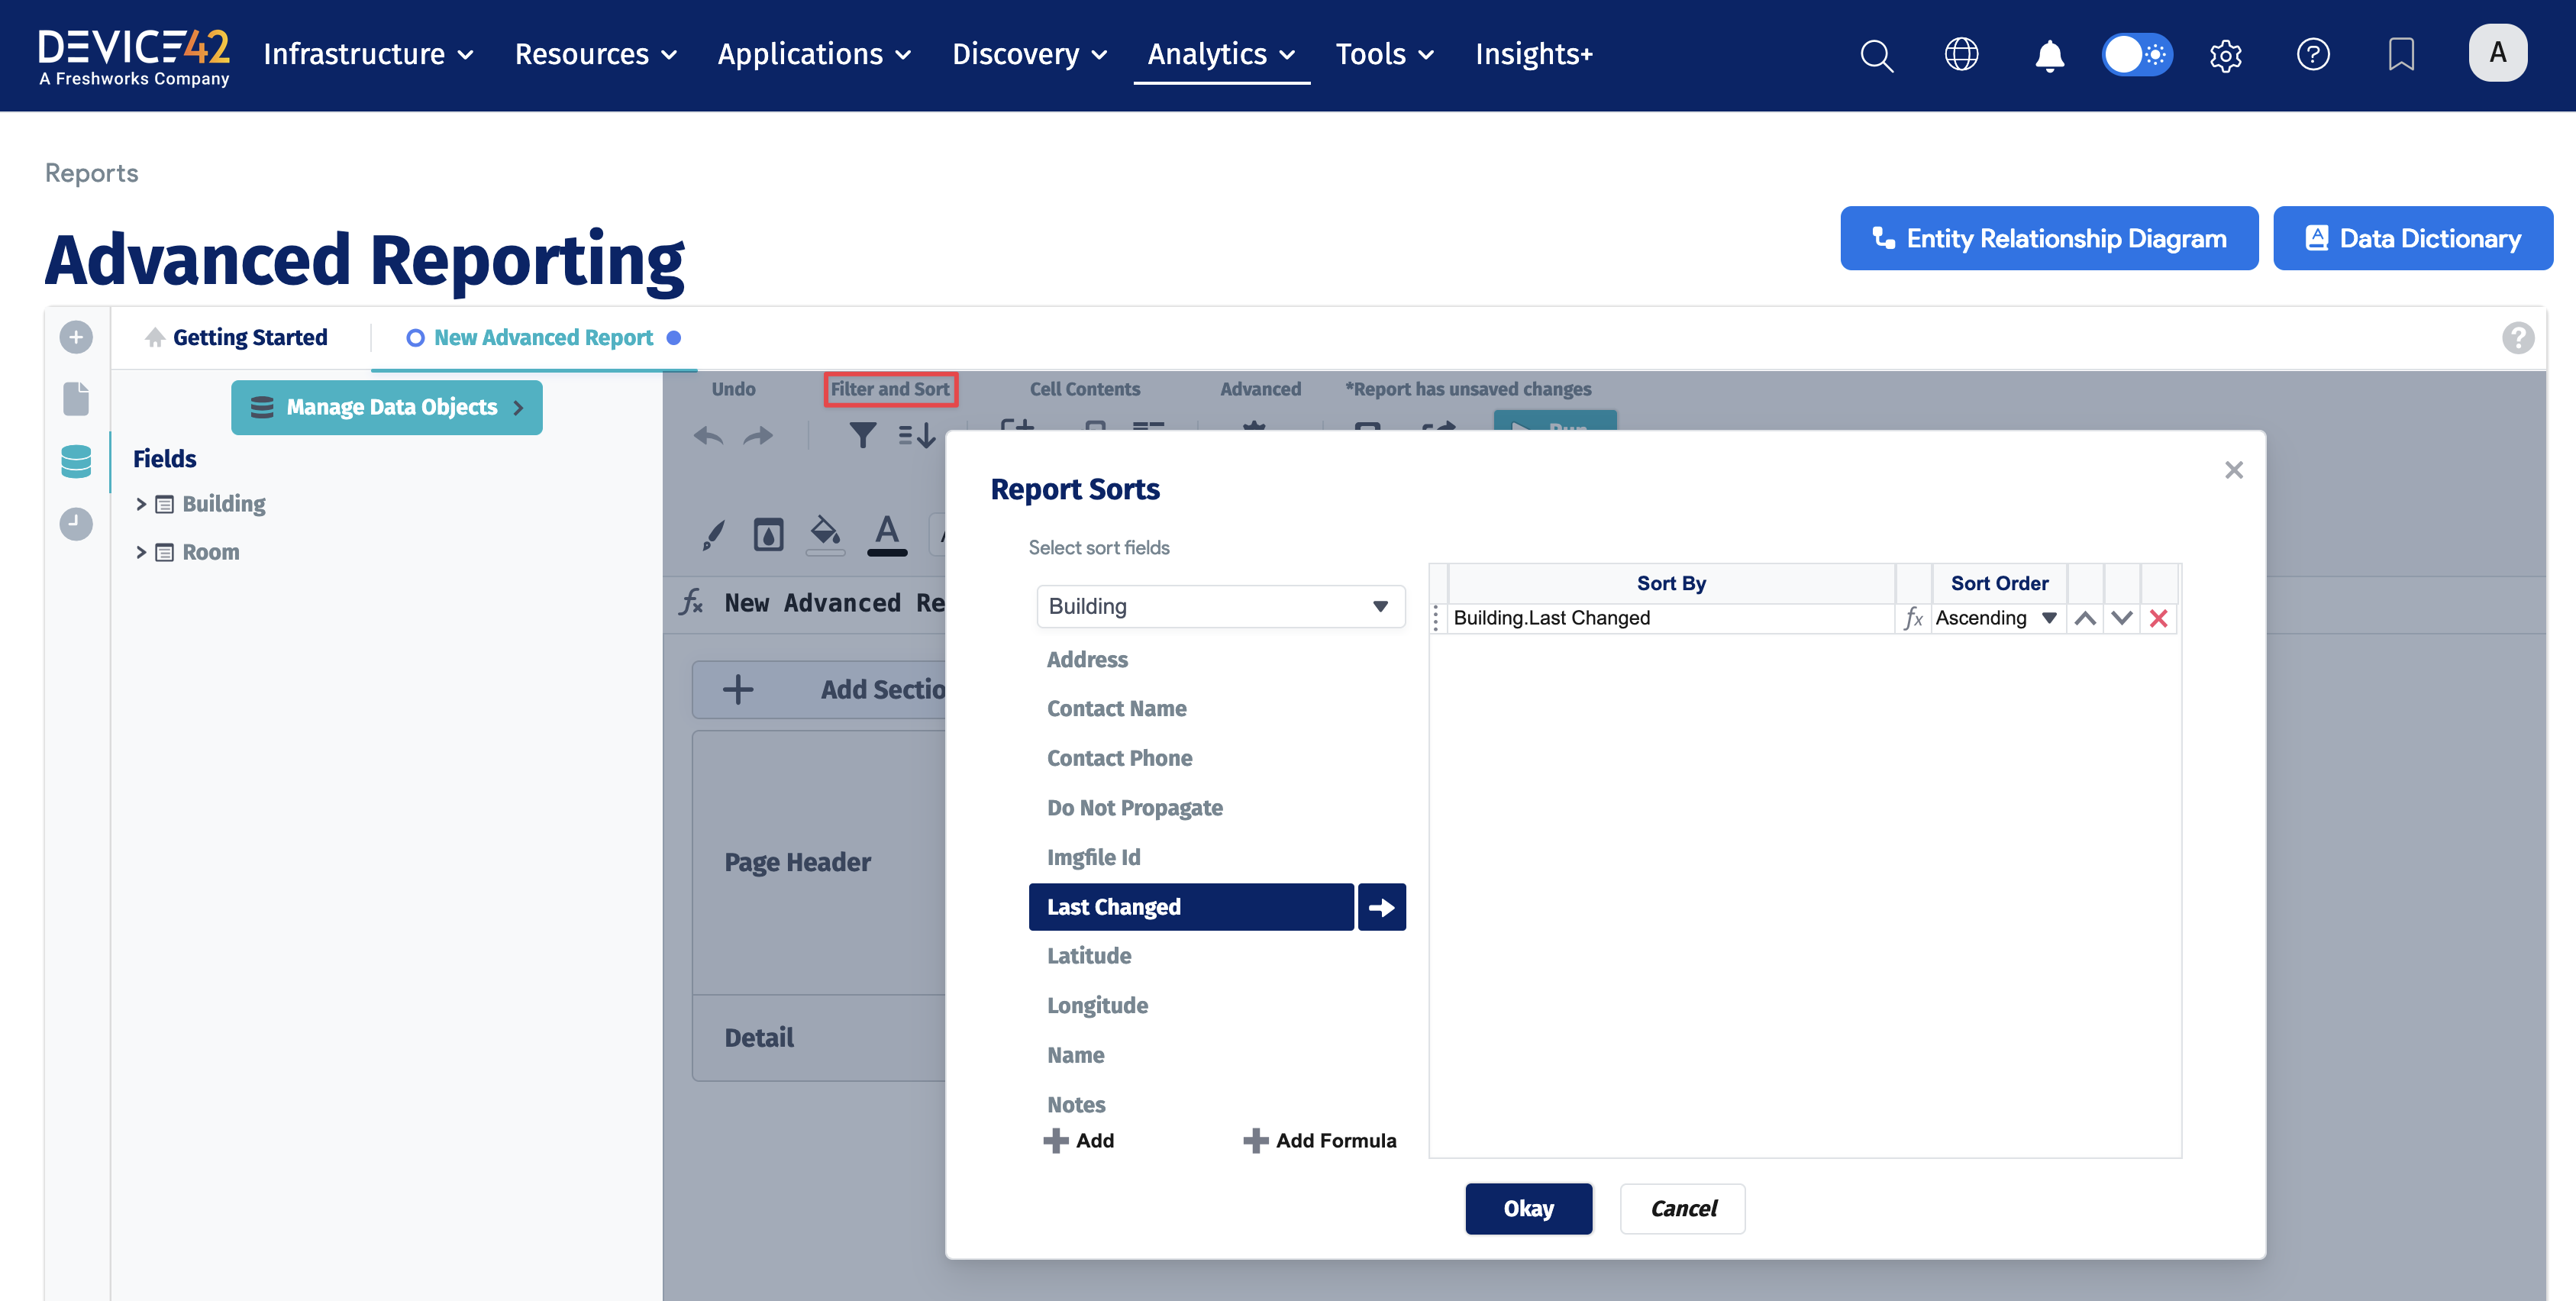 DEVICE42
A Freshworks Company
Infrastructure
Resources
Applications
Discovery
Analytics
Tools
Insights+
A
Reports
Advanced Reporting
Entity Relationship Diagram
Data Dictionary
Getting Started
New Advanced Report
Manage Data Objects
Fields
Building
Room
Undo
Filter and Sort
Cell Contents
Advanced
*Report has unsaved changes
fx New Advanced Re
Add Sectio
Page Header
Detail
Report Sorts
Select sort fields
Building
Address
Contact Name
Contact Phone
Do Not Propagate
Imgfile Id
Last Changed
Latitude
Longitude
Name
Notes
Add
Add Formula
Sort By
Sort Order
Building.Last Changed
fx
Ascending
Okay
Cancel